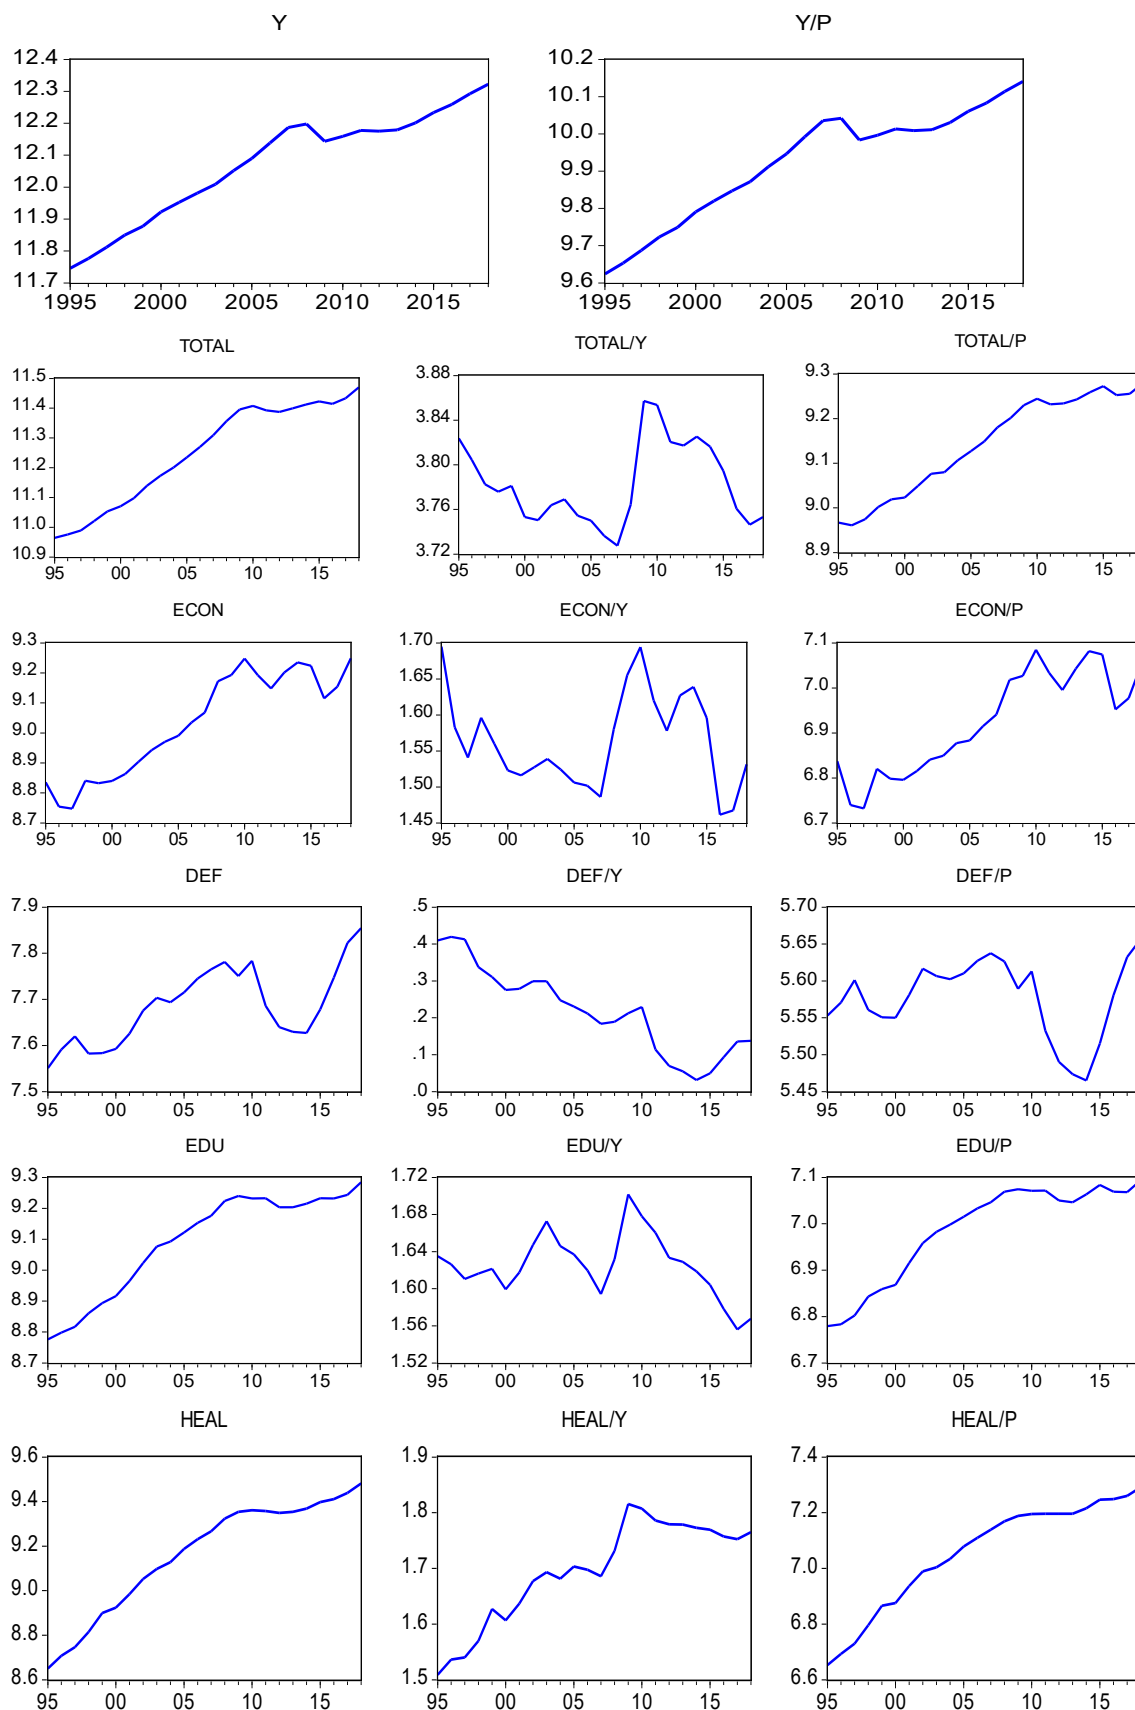 Y Y/P
12.4 10.2
12.3 10.1
12.2 10.0
12.1 9.9
12.0 9.8
11.9 9.7
11.8 9.6
11.7
1995 2000 2005 2010 2015 1995 2000 2005 2010 2015
TOTAL TOTAL/Y TOTAL/P
11.5 3.88 9.3
11.4 3.84 9.2
11.3 3.80 9.1
11.2 3.76 9.0
11.1 3.72 8.9
11.0
10.9
95 00 05 10 15 95 00 05 10 15 95 00 05 10 15
ECON ECON/Y ECON/P
9.3 1.70 7.1
9.2 1.65 7.0
9.1 1.60 6.9
9.0 1.55 6.8
8.9 1.50 6.7
8.8 1.45
8.7
95 00 05 10 15 95 00 05 10 15 95 00 05 10 15
DEF DEF/Y DEF/P
7.9 .5 5.70
7.8 .4 5.65
7.7 .3 5.60
7.6 .2 5.55
7.5 .1 5.50
.0 5.45
95 00 05 10 15 95 00 05 10 15 95 00 05 10 15
EDU EDU/Y EDU/P
9.3 1.72 7.1
9.2 1.68 7.0
9.1 1.64 6.9
9.0 1.60 6.8
8.9 1.56 6.7
8.8 1.52
8.7
95 00 05 10 15 95 00 05 10 15 95 00 05 10 15
HEAL HEAL/Y HEAL/P
9.6 1.9 7.4
9.4 1.8 7.2
9.2 1.7 7.0
9.0 1.6 6.8
8.8 1.5 6.6
8.6
95 00 05 10 15 95 00 05 10 15 95 00 05 10 15